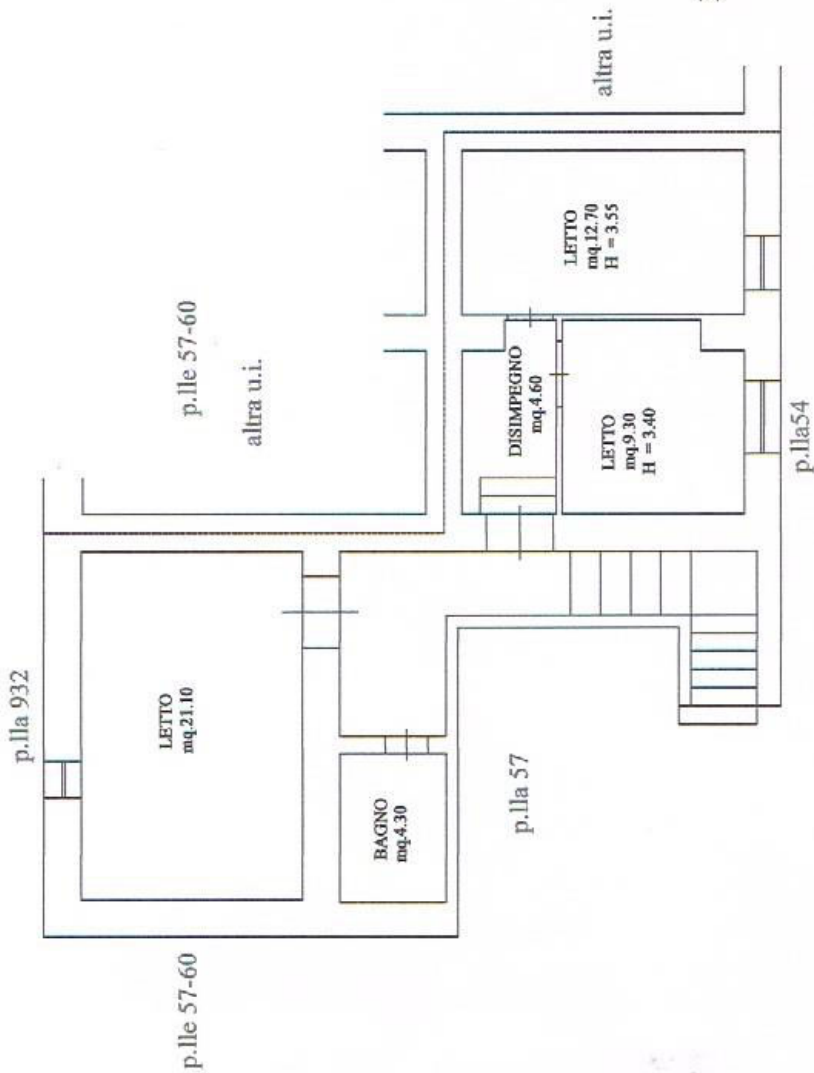 p.lla 932
p.lle 57-60
altra u.i.
altra u.i.
LETTO
mq.21.10
BAGNO
mq.4.30
DISIMPEGNO
mq.4.60
LETTO
mq.12.70
H = 3.55
LETTO
mq.9.30
H = 3.40
p.lle 57-60
p.lla 57
p.lla54